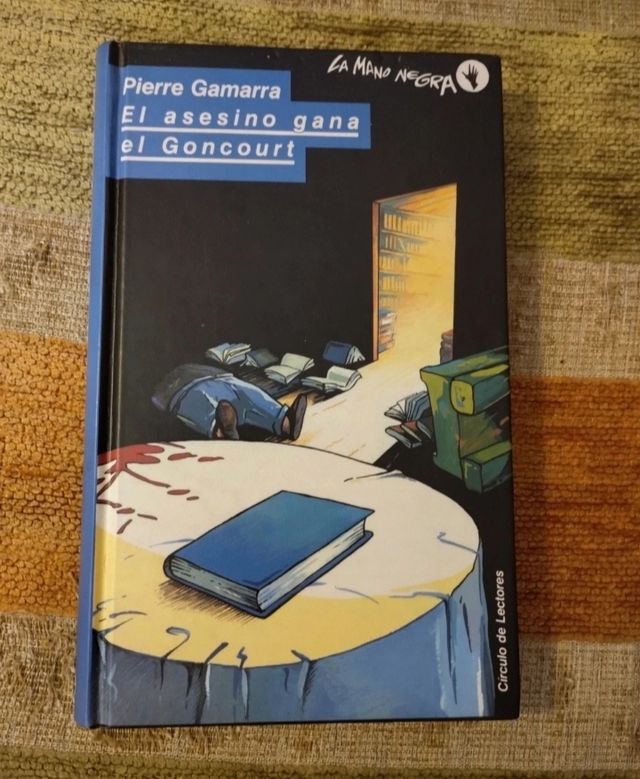 LA MANO NEGRA
Pierre Gamarra
El asesino gana
el Goncourt
Círculo de Lectores